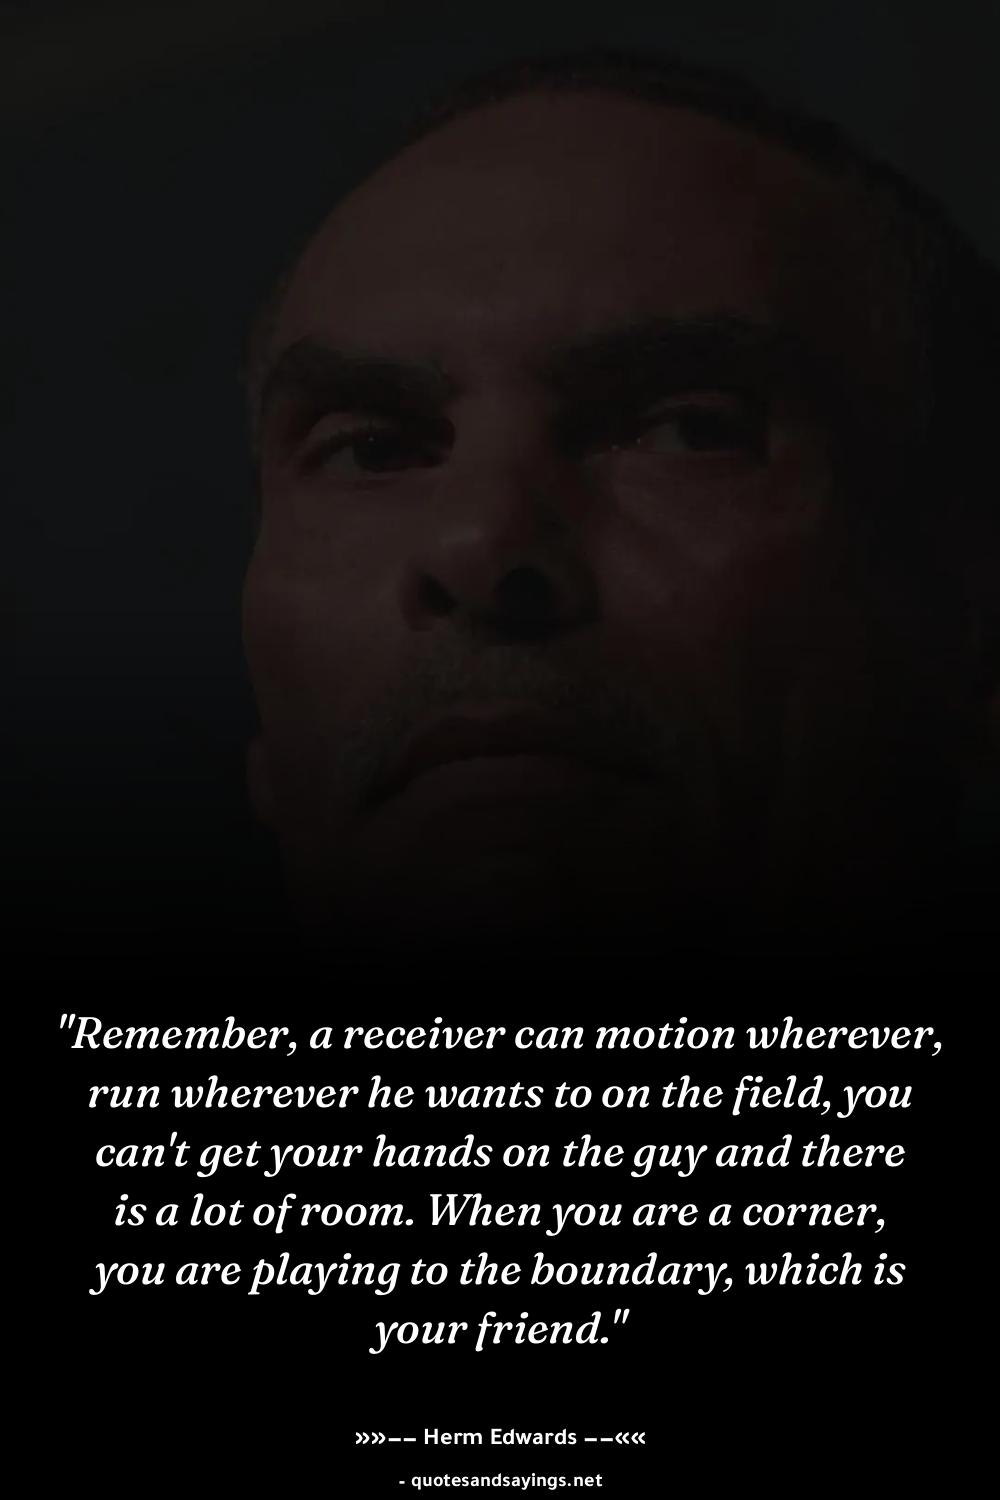 "Remember, a receiver can motion wherever,
run wherever he wants to on the field, you
can't get your hands on the guy and there
is a lot of room. When you are a corner,
you are playing to the boundary, which is
your friend."
»»−− Herm Edwards −−««
- quotesandsayings.net